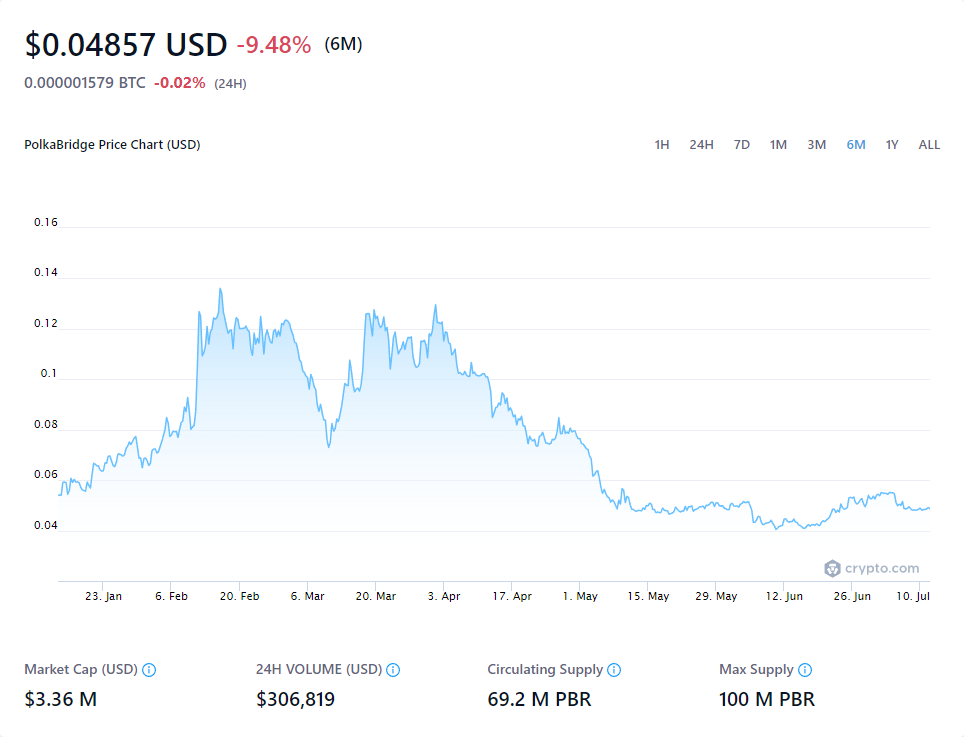 $0.04857 USD -9.48% (6M)
0.000001579 BTC -0.02% (24H)
PolkaBridge Price Chart (USD) 1H 24H 7D 1M 3M 6M 1Y ALL
0.16
0.14
0.12
0.1
0.08
0.06
0.04
crypto.com
23. Jan 6. Feb 20. Feb 6. Mar 20. Mar 3. Apr 17. Apr 1. May 15. May 29. May 12. Jun 26. Jun 10. Jul
Market Cap (USD) 24H VOLUME (USD) Circulating Supply Max Supply
$3.36 M $306,819 69.2 M PBR 100 M PBR